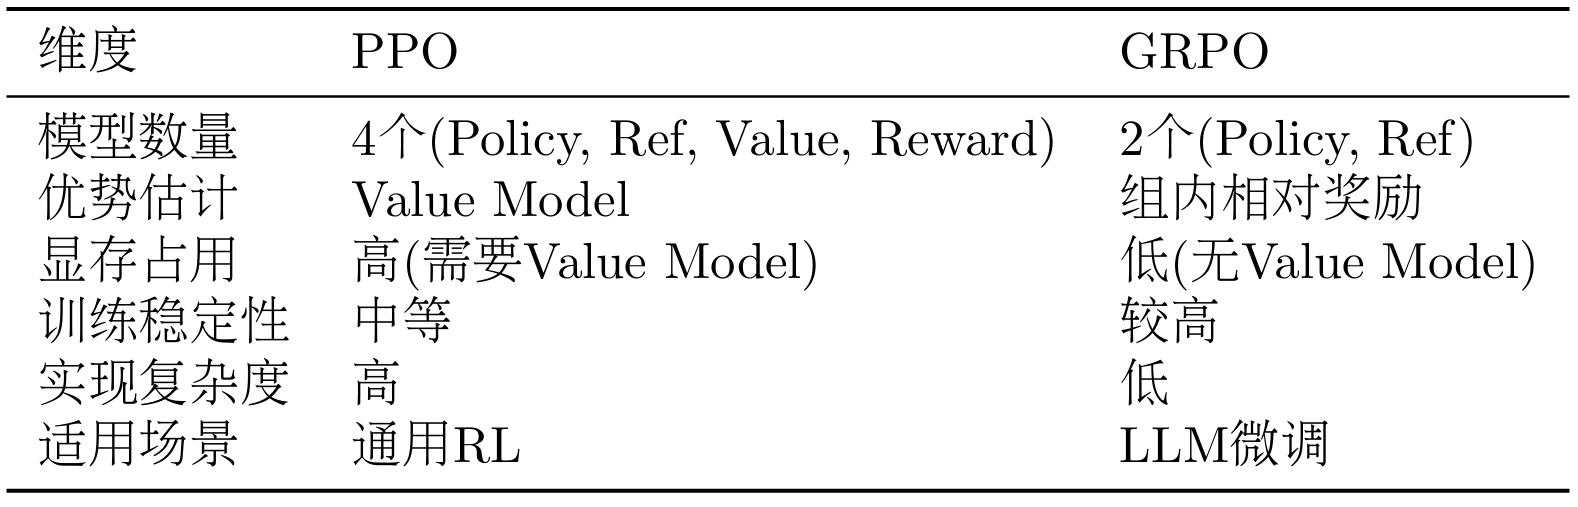 维度 PPO GRPO
模型数量 4个(Policy, Ref, Value, Reward) 2个(Policy, Ref)
优势估计 Value Model 组内相对奖励
显存占用 高(需要Value Model) 低(无Value Model)
训练稳定性 中等 较高
实现复杂度 高 低
适用场景 通用RL LLM微调